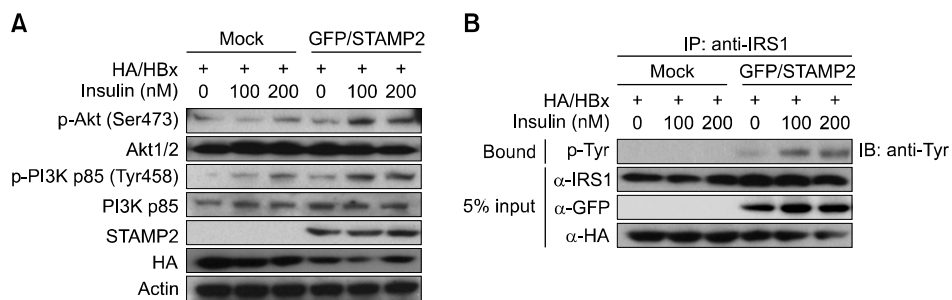 A
Mock GFP/STAMP2
HA/HBx + + + + + +
Insulin (nM) 0 100 200 0 100 200
p-Akt (Ser473)
Akt1/2
p-PI3K p85 (Tyr458)
PI3K p85
STAMP2
HA
Actin
B
IP: anti-IRS1
Mock GFP/STAMP2
HA/HBx + + + + + +
Insulin (nM) 0 100 200 0 100 200
Bound p-Tyr IB: anti-Tyr
α-IRS1
5% input α-GFP
α-HA